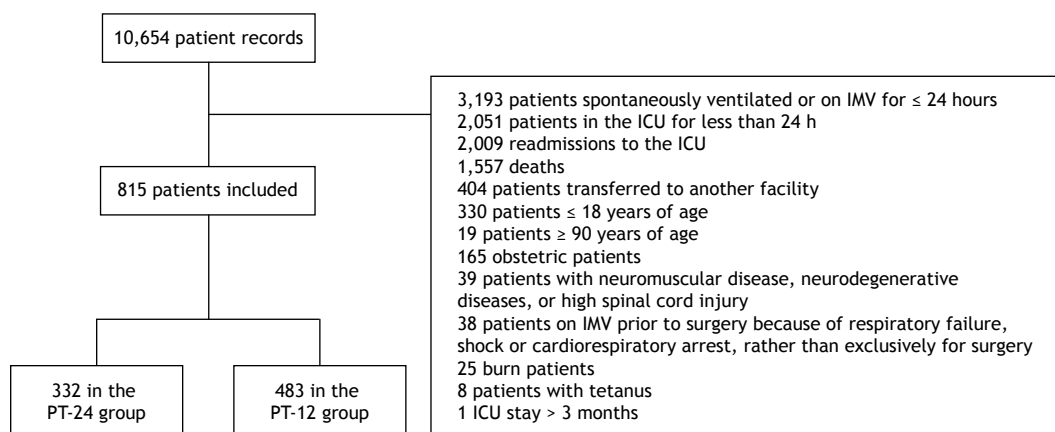 10,654 patient records
3,193 patients spontaneously ventilated or on IMV for ≤ 24 hours
2,051 patients in the ICU for less than 24 h
2,009 readmissions to the ICU
1,557 deaths
404 patients transferred to another facility
330 patients ≤ 18 years of age
19 patients ≥ 90 years of age
165 obstetric patients
39 patients with neuromuscular disease, neurodegenerative
diseases, or high spinal cord injury
38 patients on IMV prior to surgery because of respiratory failure,
shock or cardiorespiratory arrest, rather than exclusively for surgery
25 burn patients
8 patients with tetanus
1 ICU stay > 3 months
815 patients included
332 in the
PT-24 group
483 in the
PT-12 group